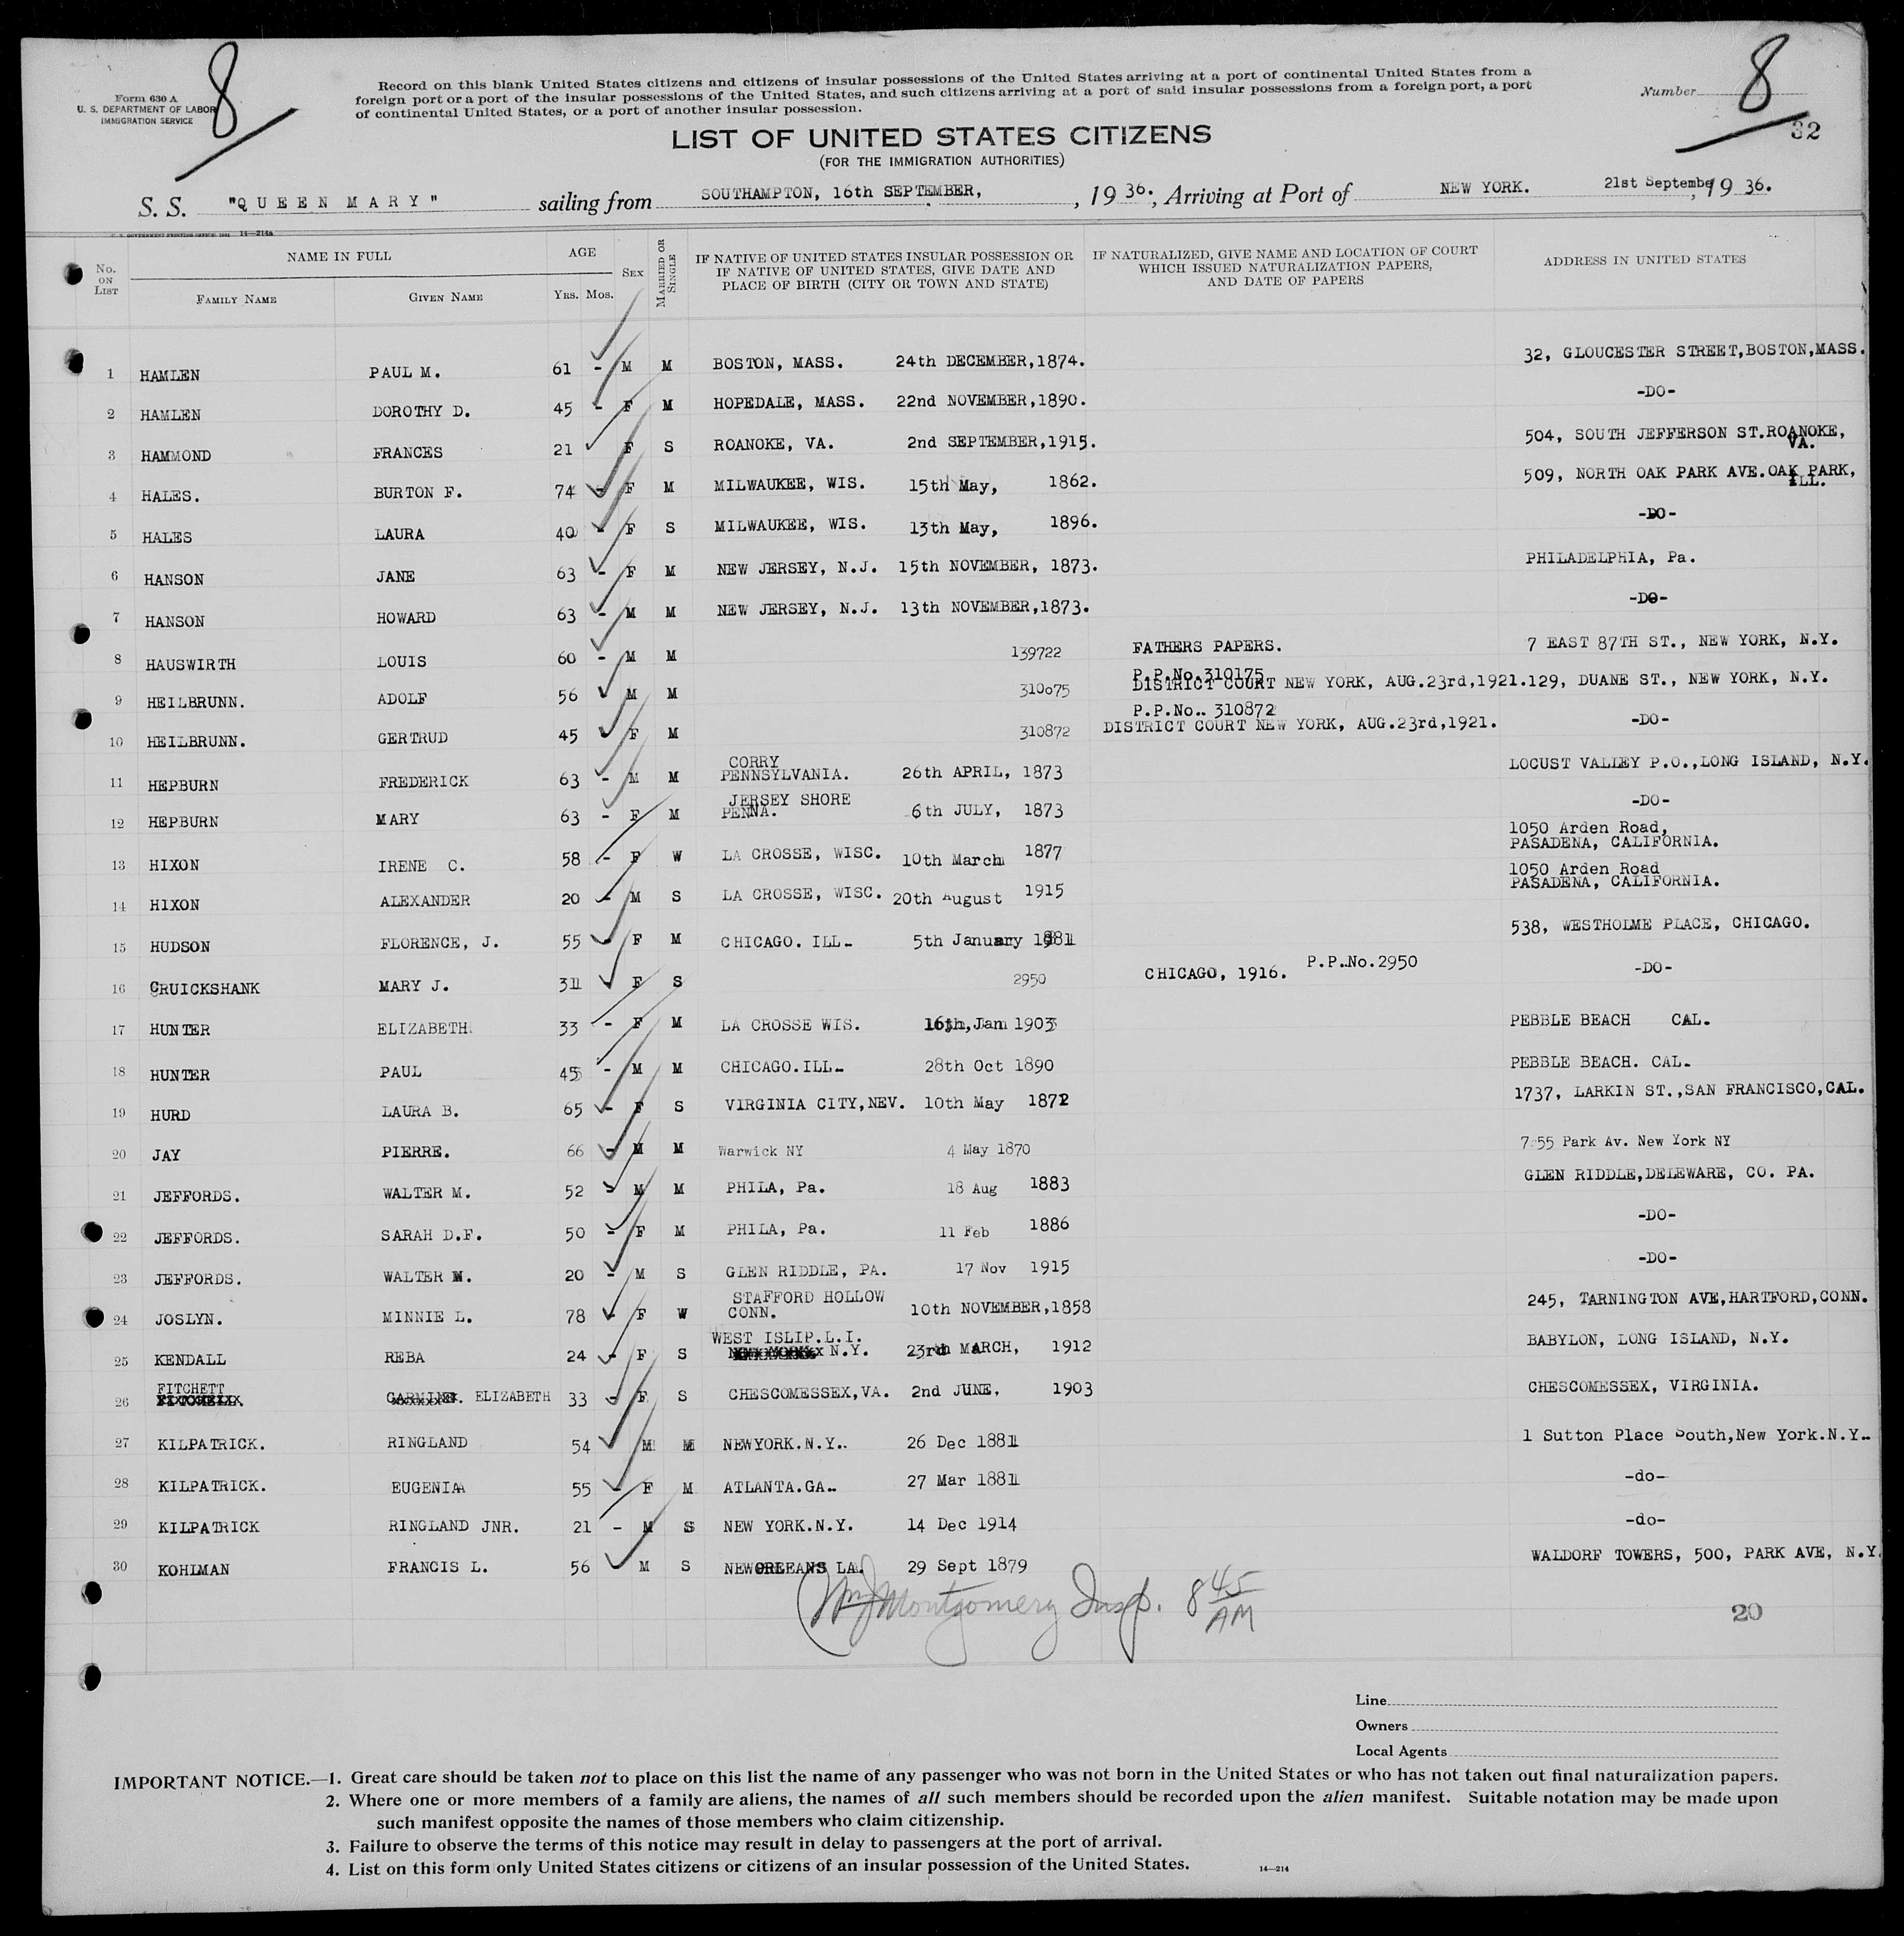 8
8
Form 630 A
U. S. DEPARTMENT OF LABOR
IMMIGRATION SERVICE
Record on this blank United States citizens and citizens of insular possessions of the United States arriving at a port of continental United States from a
foreign port or a port of the insular possessions of the United States, and such citizens arriving at a port of said insular possessions from a foreign port, a port
of continental United States, or a port of another insular possession.
Number
32
LIST OF UNITED STATES CITIZENS
(FOR THE IMMIGRATION AUTHORITIES)
S. S. "QUEEN MARY" sailing from SOUTHAMPTON, 16th SEPTEMBER, , 19 36. , Arriving at Port of NEW YORK. 21st Septembe , 19 36.
14—214a
No. ON LIST NAME IN FULL FAMILY NAME GIVEN NAME AGE YRS. MOS. SEX MARRIED OR SINGLE IF NATIVE OF UNITED STATES INSULAR POSSESSION OR IF NATIVE OF UNITED STATES, GIVE DATE AND PLACE OF BIRTH (CITY OR TOWN AND STATE) IF NATURALIZED, GIVE NAME AND LOCATION OF COURT WHICH ISSUED NATURALIZATION PAPERS, AND DATE OF PAPERS ADDRESS IN UNITED STATES
1 HAMLEN PAUL M. 61 - M M BOSTON, MASS. 24th DECEMBER,1874. 32, GLOUCESTER STREET,BOSTON,MASS.
2 HAMLEN DOROTHY D. 45 - F M HOPEDALE, MASS. 22nd NOVEMBER,1890. -DO-
3 HAMMOND FRANCES 21 F S ROANOKE, VA. 2nd SEPTEMBER,1915. 504, SOUTH JEFFERSON ST.ROANOKE, VA.
4 HALES. BURTON F. 74 - F M MILWAUKEE, WIS. 15th May, 1862. 509, NORTH OAK PARK AVE.OAK PARK, ILL.
5 HALES LAURA 40 - F S MILWAUKEE, WIS. 13th May, 1896. -DO-
6 HANSON JANE 63 - F M NEW JERSEY, N.J. 15th NOVEMBER, 1873. PHILADELPHIA, Pa.
7 HANSON HOWARD 63 - M M NEW JERSEY, N.J. 13th NOVEMBER,1873. -DO-
8 HAUSWIRTH LOUIS 60 - M M 139722 FATHERS PAPERS. 7 EAST 87TH ST., NEW YORK, N.Y.
P.P.No.310175
9 HEILBRUNN. ADOLF 56 M M 310075 DISTRICT COURT NEW YORK, AUG.23rd,1921. 129, DUANE ST., NEW YORK, N.Y.
P.P.No.. 310872
10 HEILBRUNN. GERTRUD 45 F M 310872 DISTRICT COURT NEW YORK, AUG.23rd,1921. -DO-
CORRY
11 HEPBURN FREDERICK 63 - M M PENNSYLVANIA. 26th APRIL, 1873 LOCUST VALLEY P.O.,LONG ISLAND, N.Y.
JERSEY SHORE
12 HEPBURN MARY 63 - F M PENNA. 6th JULY, 1873 -DO-
1050 Arden Road,
13 HIXON IRENE C. 58 - F W LA CROSSE, WISC. 10th March 1877 PASADENA, CALIFORNIA.
1050 Arden Road
14 HIXON ALEXANDER 20 - M S LA CROSSE, WISC. 20th August 1915 PASADENA, CALIFORNIA.
15 HUDSON FLORENCE, J. 55 - F M CHICAGO. ILL- 5th January 1881 538, WESTHOLME PLACE, CHICAGO.
16 CRUICKSHANK MARY J. 31 F S 2950 CHICAGO, 1916. P.P.No.2950 -DO-
17 HUNTER ELIZABETH 33 - F M LA CROSSE WIS. 16th,Jan 1903 PEBBLE BEACH CAL.
18 HUNTER PAUL 45 - M M CHICAGO.ILL- 28th Oct 1890 PEBBLE BEACH. CAL-
19 HURD LAURA B. 65 - F S VIRGINIA CITY,NEV. 10th May 1872 1737, LARKIN ST.,SAN FRANCISCO,CAL.
20 JAY PIERRE. 66 - M M Warwick NY 4 May 1870 755 Park Av. New York NY
21 JEFFORDS. WALTER M. 52 - M M PHILA, Pa. 18 Aug 1883 GLEN RIDDLE,DELEWARE, CO. PA.
22 JEFFORDS. SARAH D.F. 50 - F M PHILA, Pa. 11 Feb 1886 -DO-
23 JEFFORDS. WALTER M. 20 - M S GLEN RIDDLE, PA. 17 Nov 1915 -DO-
STAFFORD HOLLOW
24 JOSLYN. MINNIE L. 78 - F W CONN. 10th NOVEMBER,1858 245, TARNINGTON AVE,HARTFORD,CONN.
WEST ISLIP.L.I.
25 KENDALL REBA 24 - F S N.Y. 23rd MARCH, 1912 BABYLON, LONG ISLAND, N.Y.
FITCHETT
26 ELIZABETH 33 - F S CHESCOMESSEX,VA. 2nd JUNE, 1903 CHESCOMESSEX, VIRGINIA.
27 KILPATRICK. RINGLAND 54 M M NEWYORK.N.Y.. 26 Dec 1881 1 Sutton Place South,New York.N.Y..
28 KILPATRICK. EUGENIA 55 - F M ATLANTA.GA.. 27 Mar 1881 -do-
29 KILPATRICK RINGLAND JNR. 21 - M S NEW YORK.N.Y. 14 Dec 1914 -do-
30 KOHLMAN FRANCIS L. 56 M S NEWORLEANS LA. 29 Sept 1879 WALDORF TOWERS, 500, PARK AVE, N.Y.
Wm J Montgomery Insp. 8 45 AM
20
Line
Owners
Local Agents
IMPORTANT NOTICE.—1. Great care should be taken not to place on this list the name of any passenger who was not born in the United States or who has not taken out final naturalization papers.
2. Where one or more members of a family are aliens, the names of all such members should be recorded upon the alien manifest. Suitable notation may be made upon
such manifest opposite the names of those members who claim citizenship.
3. Failure to observe the terms of this notice may result in delay to passengers at the port of arrival.
4. List on this form only United States citizens or citizens of an insular possession of the United States.
14—214